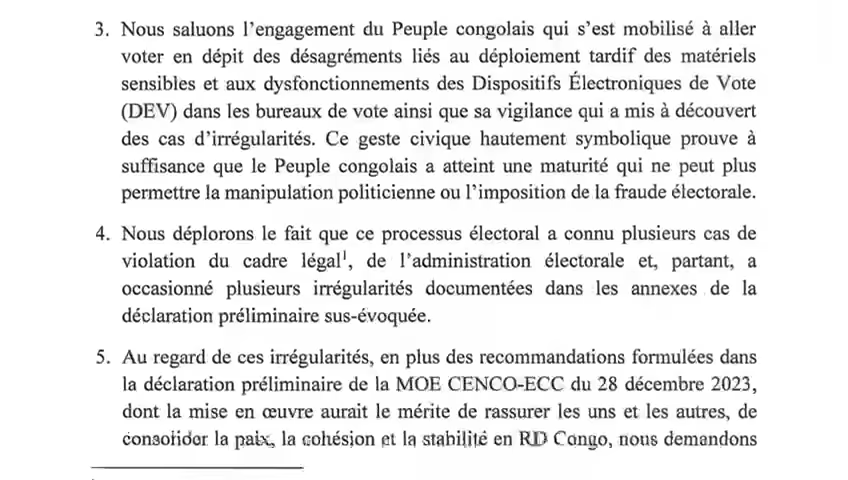 3. Nous saluons l'engagement du Peuple congolais qui s'est mobilisé à aller
voter en dépit des désagréments liés au déploiement tardif des matériels
sensibles et aux dysfonctionnements des Dispositifs Électroniques de Vote
(DEV) dans les bureaux de vote ainsi que sa vigilance qui a mis à découvert
des cas d'irrégularités. Ce geste civique hautement symbolique prouve à
suffisance que le Peuple congolais a atteint une maturité qui ne peut plus
permettre la manipulation politicienne ou l'imposition de la fraude électorale.
4. Nous déplorons le fait que ce processus électoral a connu plusieurs cas de
violation du cadre légal¹, de l'administration électorale et, partant, a
occasionné plusieurs irrégularités documentées dans les annexes de la
déclaration préliminaire sus-évoquée.
5. Au regard de ces irrégularités, en plus des recommandations formulées dans
la déclaration préliminaire de la MOE CENCO-ECC du 28 décembre 2023,
dont la mise en œuvre aurait le mérite de rassurer les uns et les autres, de
consolider la paix, la cohésion et la stabilité en RD Congo, nous demandons